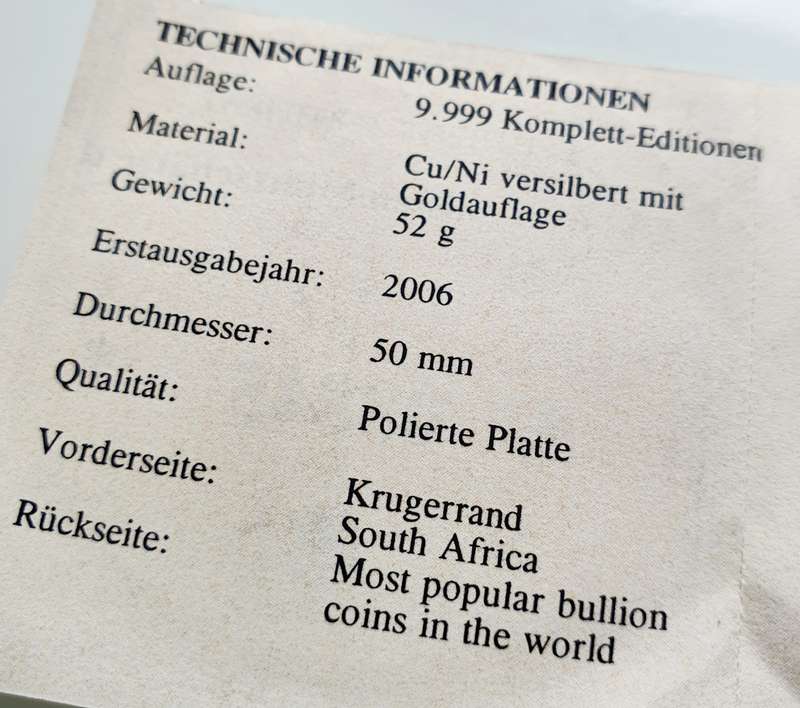 TECHNISCHE INFORMATIONEN
Auflage: 9.999 Komplett-Editionen
Material: Cu/Ni versilbert mit
Goldauflage
Gewicht: 52 g
Erstausgabejahr: 2006
Durchmesser: 50 mm
Qualität: Polierte Platte
Vorderseite: Krugerrand
South Africa
Rückseite: Most popular bullion
coins in the world